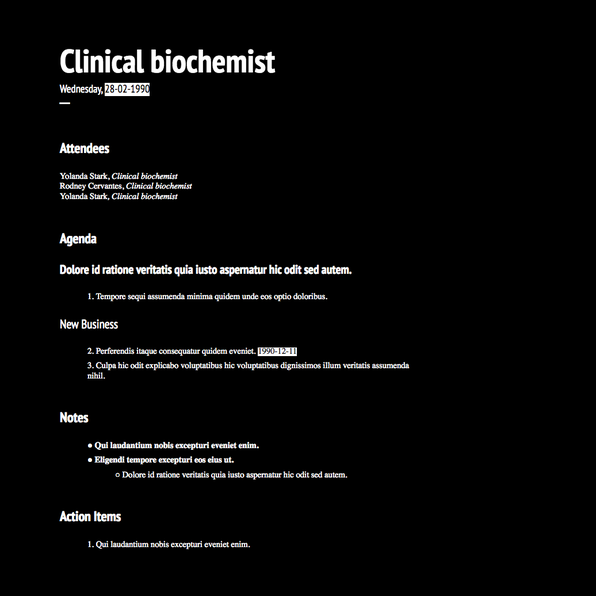 Clinical biochemist
Wednesday, 28-02-1990
Attendees
Yolanda Stark, Clinical biochemist
Rodney Cervantes, Clinical biochemist
Yolanda Stark, Clinical biochemist
Agenda
Dolore id ratione veritatis quia iusto aspernatur hic odit sed autem.
1. Tempore sequi assumenda minima quidem unde eos optio doloribus.
New Business
2. Perferendis itaque consequatur quidem eveniet. 1990-12-11
3. Culpa hic odit explicabo voluptatibus hic voluptatibus dignissimos illum veritatis assumenda
nihil.
Notes
● Qui laudantium nobis excepturi eveniet enim.
● Eligendi tempore excepturi eos eius ut.
○ Dolore id ratione veritatis quia iusto aspernatur hic odit sed autem.
Action Items
1. Qui laudantium nobis excepturi eveniet enim.